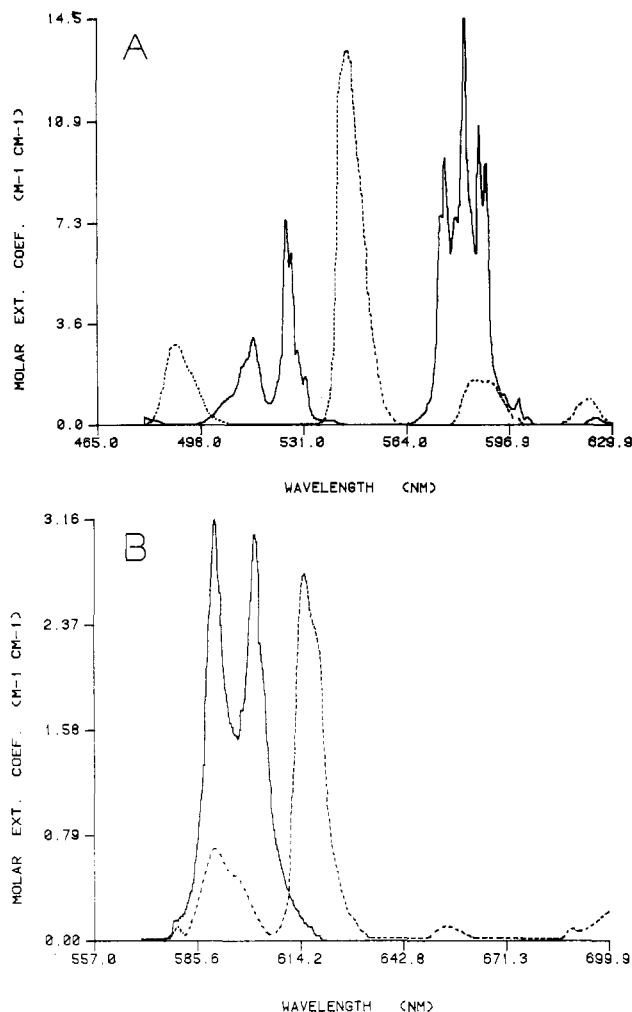 A
MOLAR EXT. COEF. (M-1 CM-1)
14.5
10.9
7.3
3.6
0.0
465.0 498.0 531.0 564.0 596.9 629.9
WAVELENGTH (NM)
B
MOLAR EXT. COEF. (M-1 CM-1)
3.16
2.37
1.58
0.79
0.00
557.0 585.6 614.2 642.8 671.3 699.9
WAVELENGTH (NM)